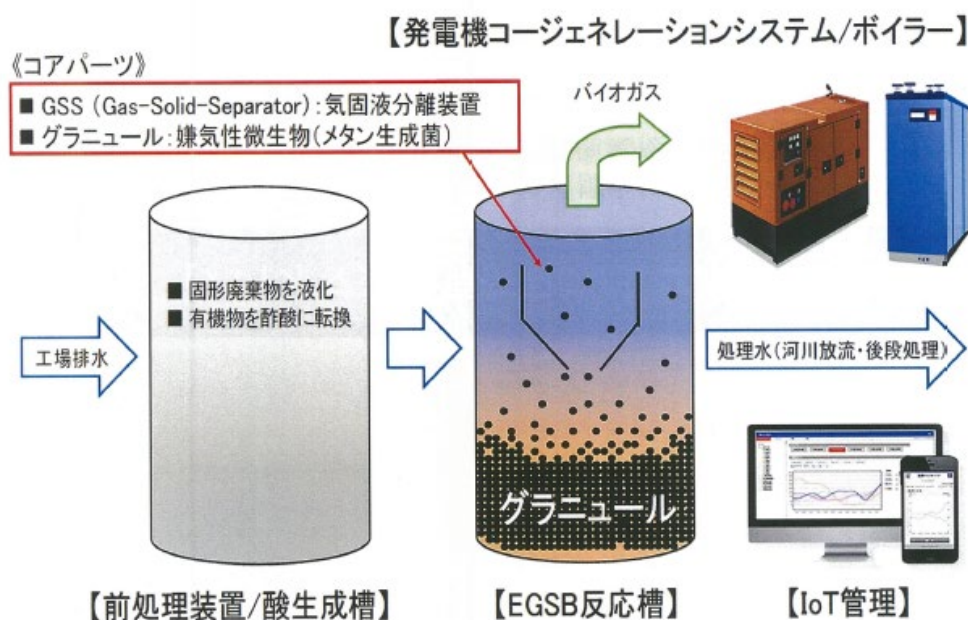 【発電機コージェネレーションシステム/ボイラー】
《コアパーツ》
■ GSS (Gas-Solid-Separator):気固液分離装置
■ グラニュール:嫌気性微生物(メタン生成菌)
バイオガス
■ 固形廃棄物を液化
■ 有機物を酢酸に転換
工場排水
処理水(河川放流・後段処理)
グラニュール
【前処理装置/酸生成槽】
【EGSB反応槽】
【IoT管理】